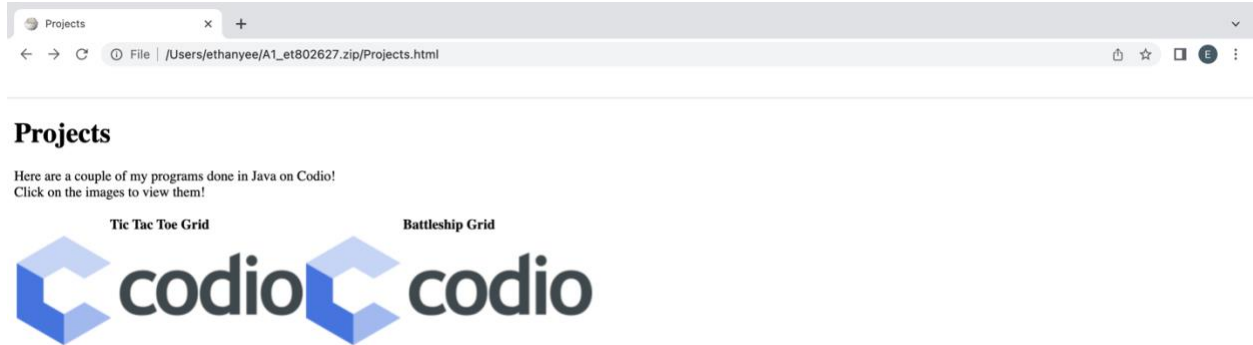 Projects
File | /Users/ethanyee/A1_et802627.zip/Projects.html
E
Projects
Here are a couple of my programs done in Java on Codio!
Click on the images to view them!
Tic Tac Toe Grid Battleship Grid
codio codio